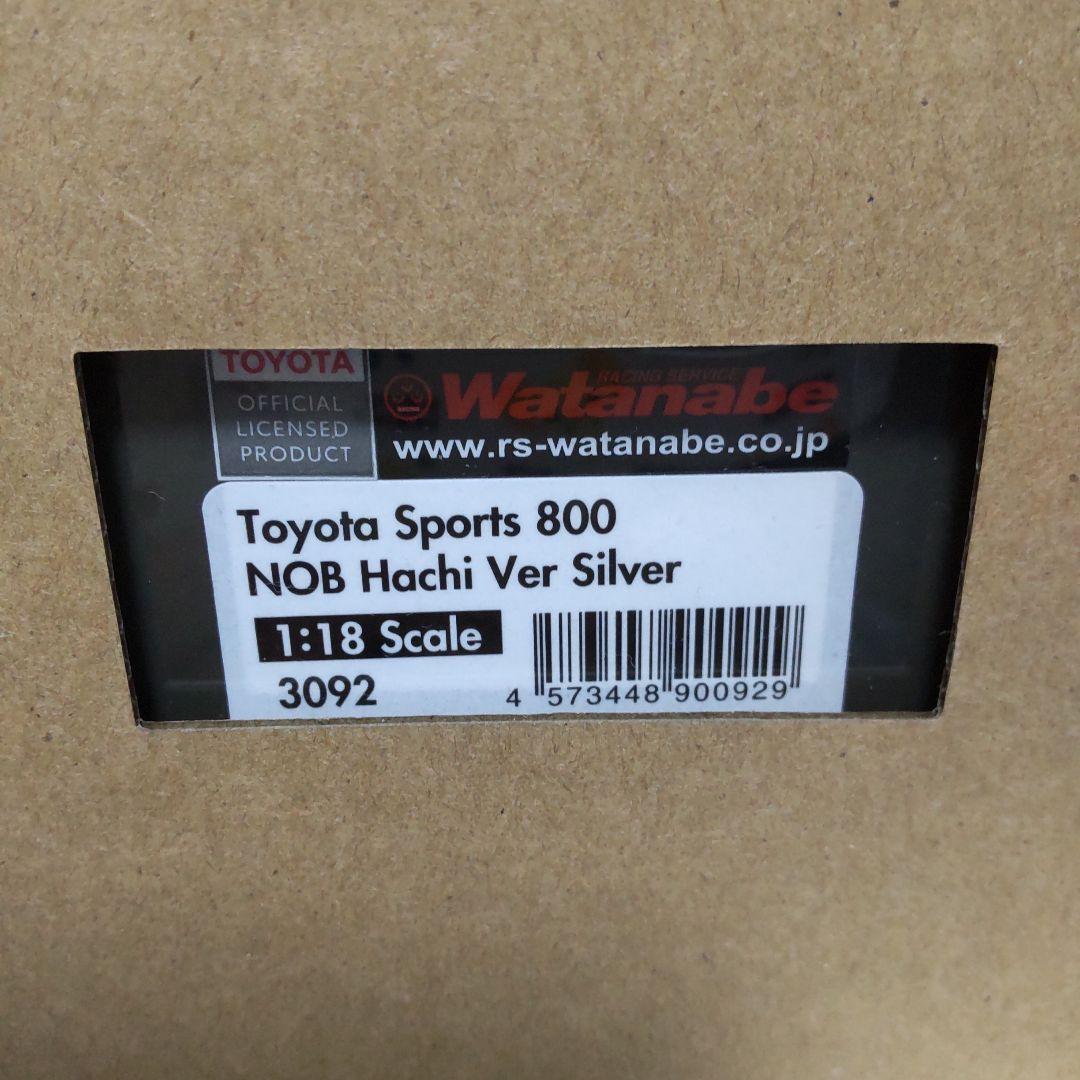 TOYOTA
OFFICIAL
LICENSED
PRODUCT
RACING SERVICE
Watanabe
RACING
www.rs-watanabe.co.jp
Toyota Sports 800
NOB Hachi Ver Silver
1:18 Scale
3092
4 573448 900929